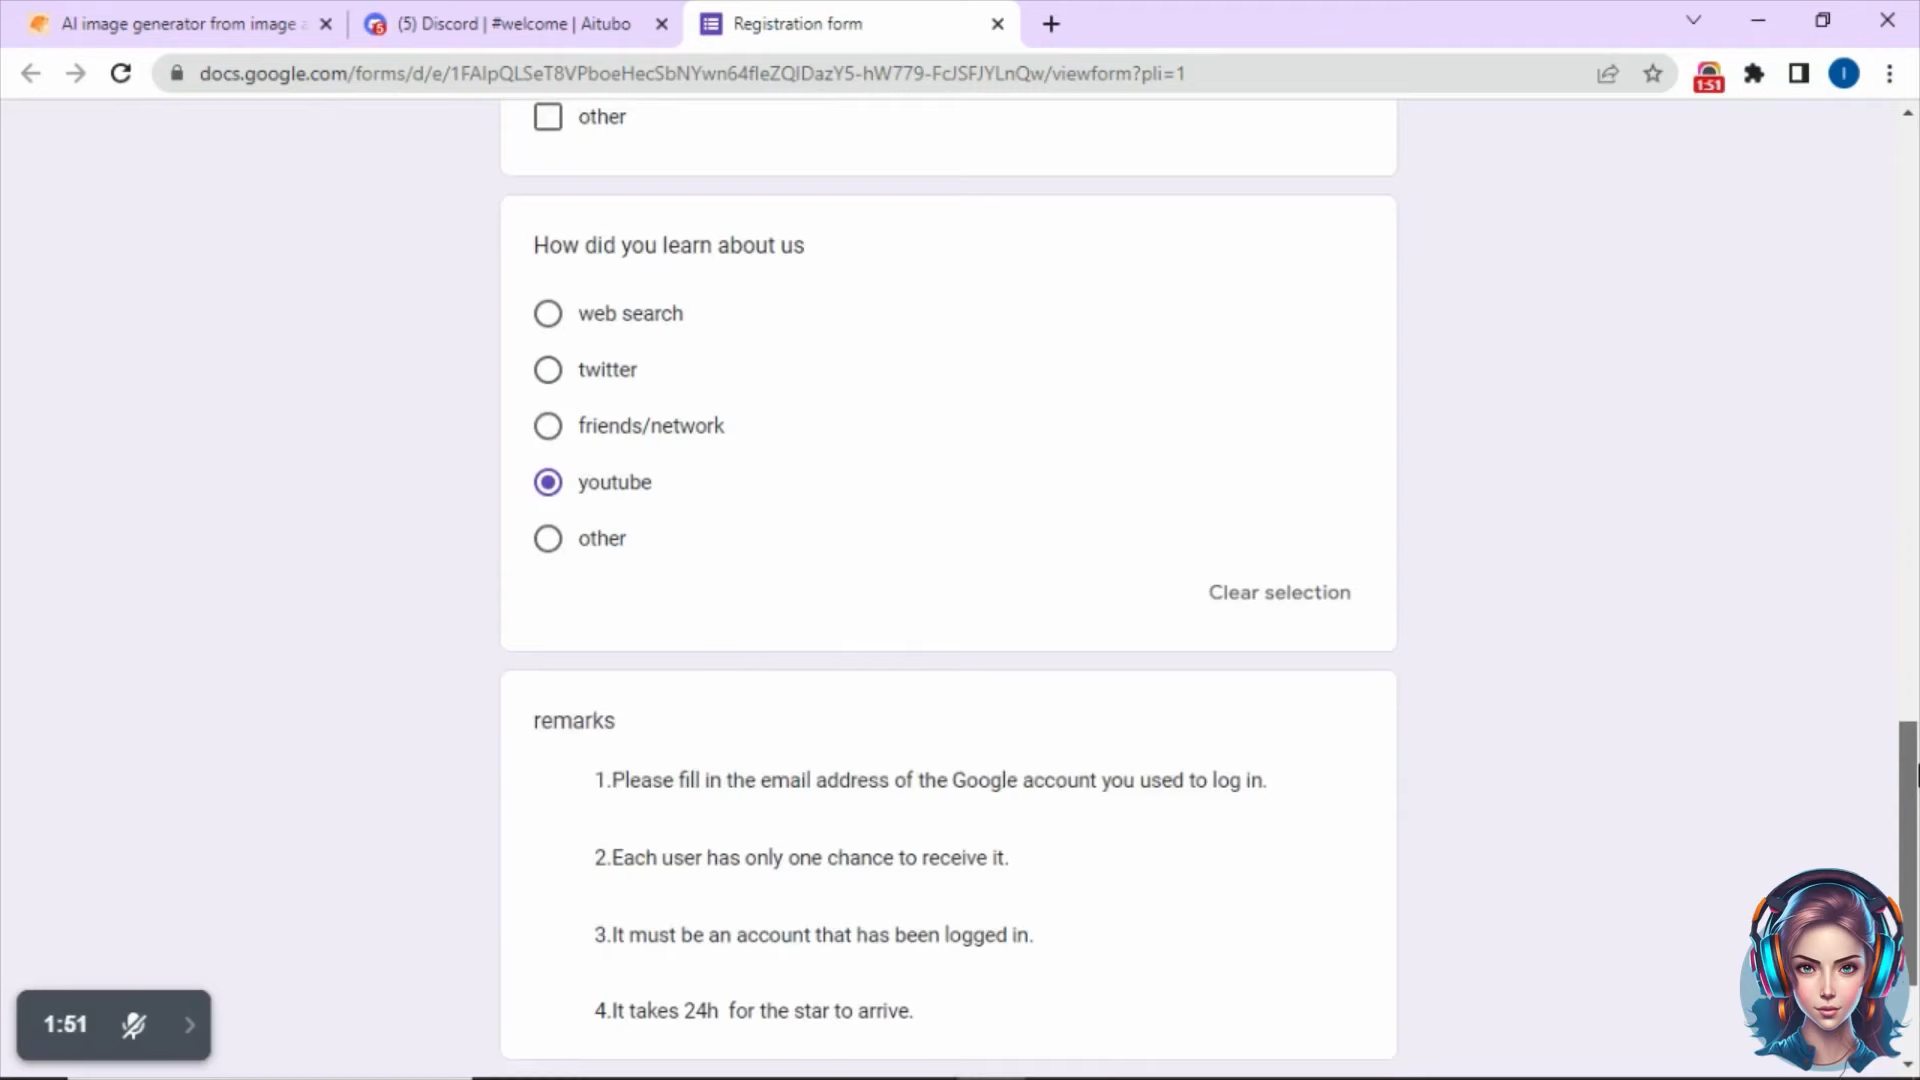 AI image generator from image a
(5) Discord | #welcome | Aitubo
Registration form
docs.google.com/forms/d/e/1FAIpQLSeT8VPboeHecSbNYwn64fleZQIDazY5-hW779-FcJSFJYLnQw/viewform?pli=1
1:51
I
other
How did you learn about us
web search
twitter
friends/network
youtube
other
Clear selection
remarks
1.Please fill in the email address of the Google account you used to log in.
2.Each user has only one chance to receive it.
3.It must be an account that has been logged in.
4.It takes 24h for the star to arrive.
1:51